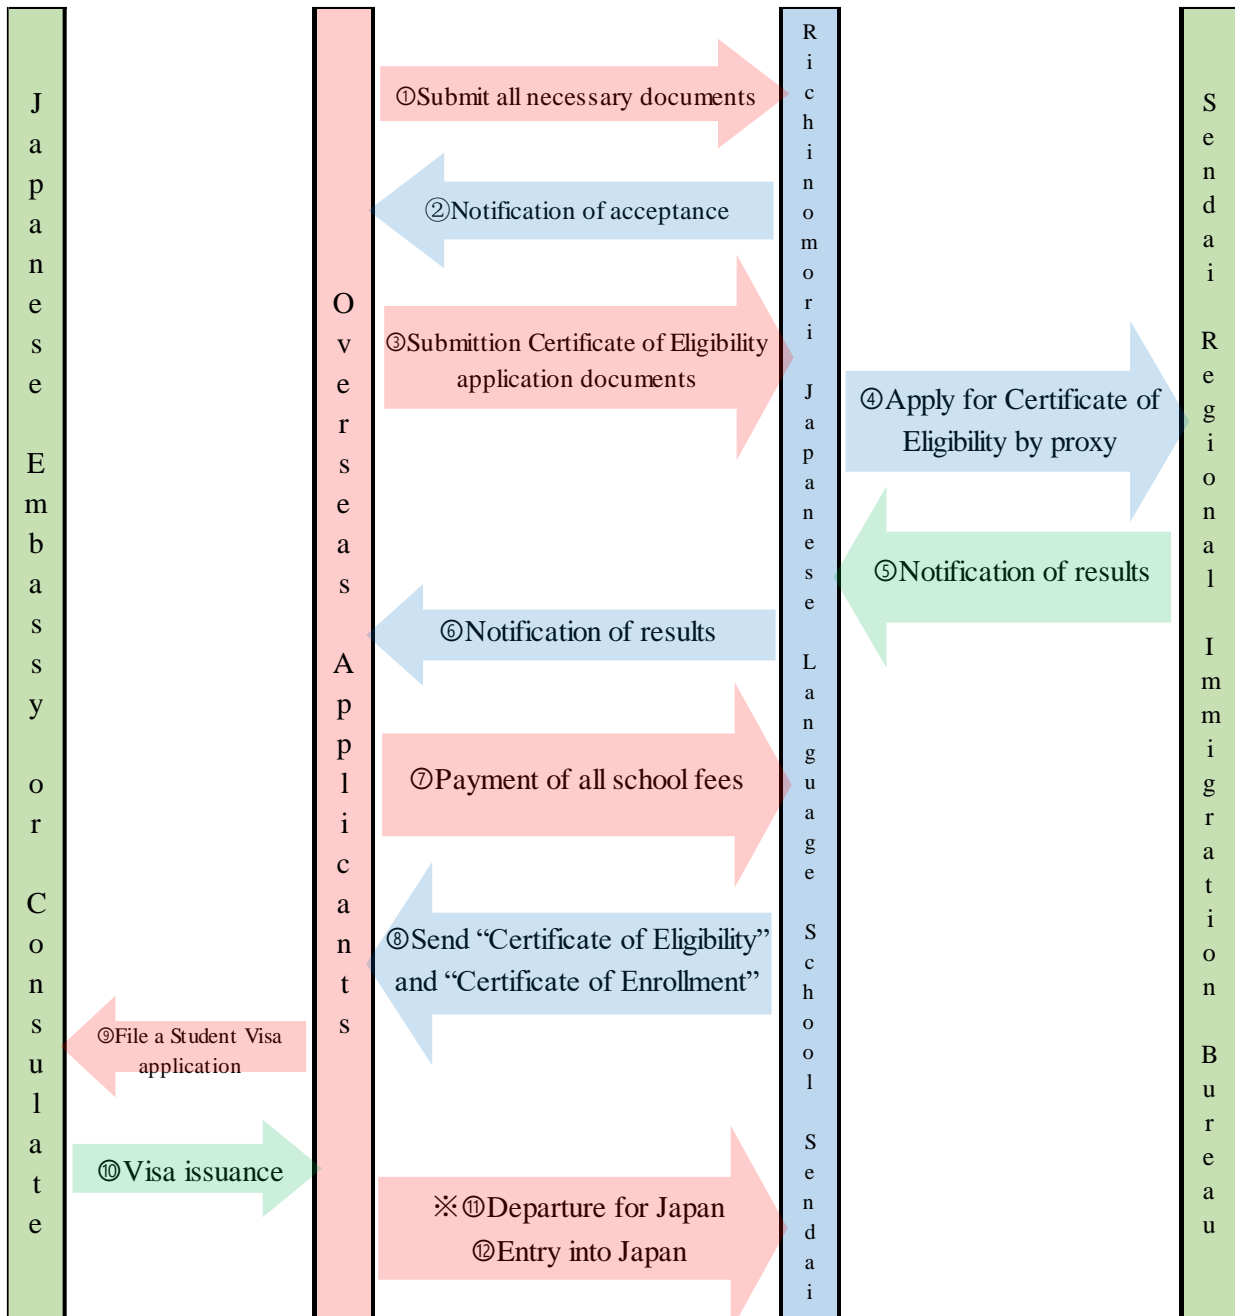 Japanese Embassy or Consulate
Overseas Applicants
Richinomori Japanese Language School Sendai
Sendai Regional Immigration Bureau
①Submit all necessary documents
②Notification of acceptance
③Submittion Certificate of Eligibility
application documents
④Apply for Certificate of
Eligibility by proxy
⑤Notification of results
⑥Notification of results
⑦Payment of all school fees
⑧Send “Certificate of Eligibility”
and “Certificate of Enrollment”
⑨File a Student Visa
application
⑩Visa issuance
※⑪Departure for Japan
⑫Entry into Japan